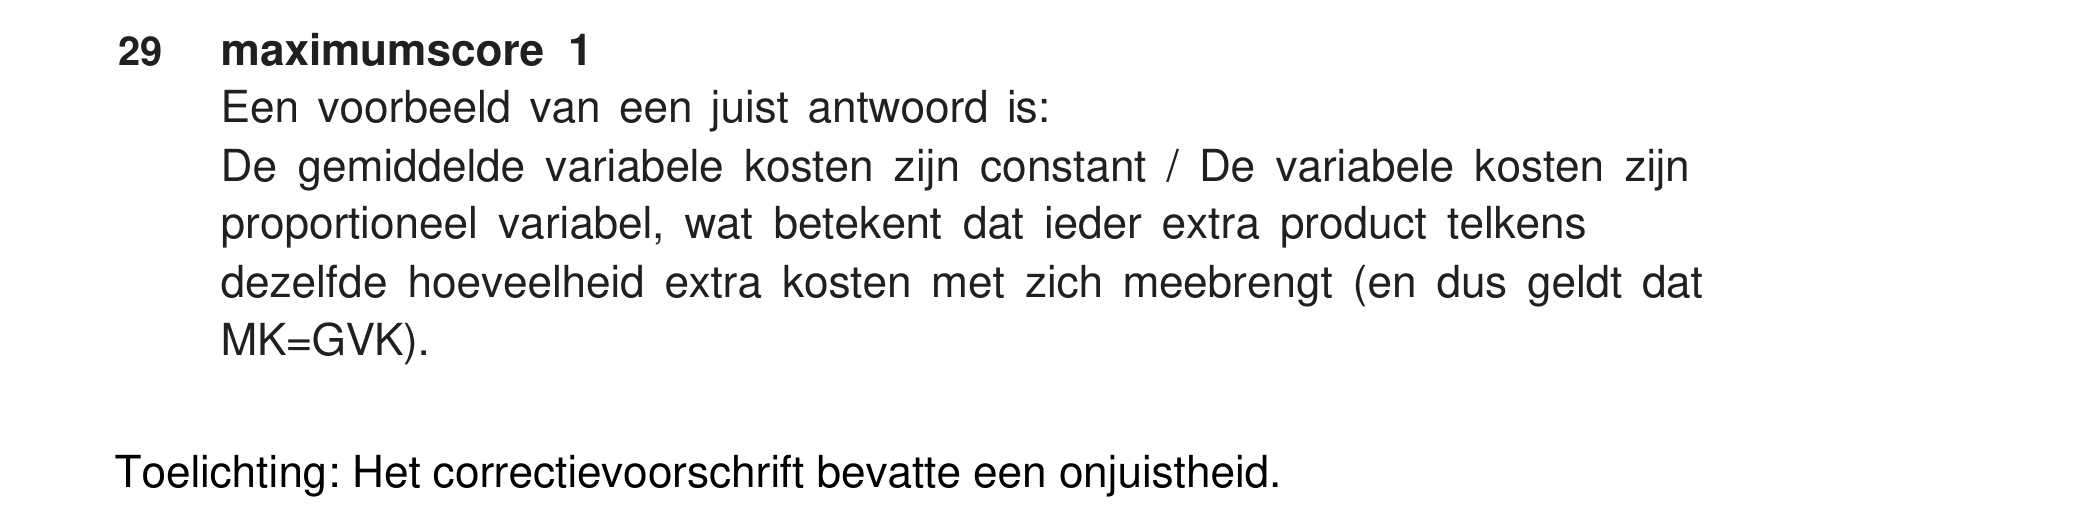 29 maximumscore 1
Een voorbeeld van een juist antwoord is:
De gemiddelde variabele kosten zijn constant / De variabele kosten zijn
proportioneel variabel, wat betekent dat ieder extra product telkens
dezelfde hoeveelheid extra kosten met zich meebrengt (en dus geldt dat
MK=GVK).
Toelichting: Het correctievoorschrift bevatte een onjuistheid.